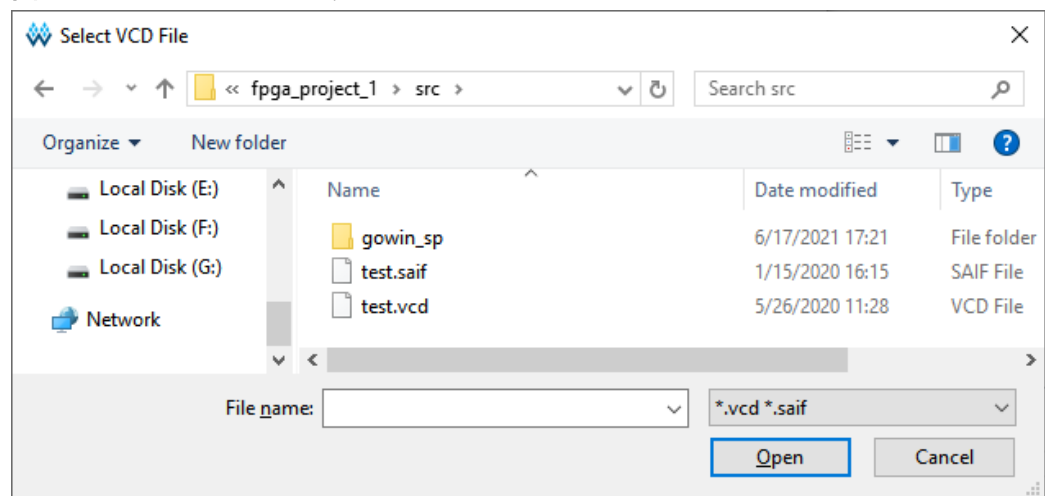 Select VCD File
« fpga_project_1 > src >
Search src
Organize
New folder
Local Disk (E:)
Local Disk (F:)
Local Disk (G:)
Network
Name Date modified Type
gowin_sp 6/17/2021 17:21 File folder
test.saif 1/15/2020 16:15 SAIF File
test.vcd 5/26/2020 11:28 VCD File
File name:
*.vcd *.saif
Open
Cancel